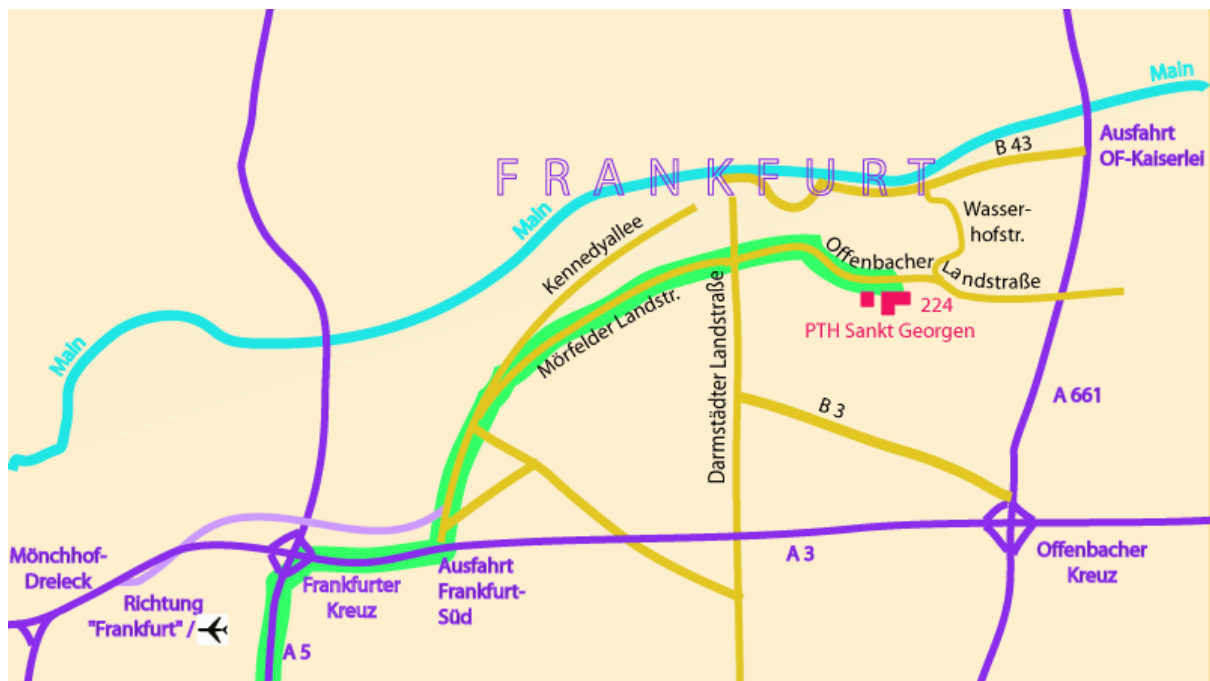 Main
Ausfahrt
OF-Kaiserlei
B 43
FRANKFURT
Main
Wasser-
hofstr.
Kennedyallee
Offenbacher
Landstraße
224
PTH Sankt Georgen
Mörfelder Landstr.
Darmstädter Landstraße
Main
B 3
A 661
Mönchhof-
Dreieck
Richtung
"Frankfurt" /
Frankfurter
Kreuz
Ausfahrt
Frankfurt-
Süd
A 3
Offenbacher
Kreuz
A 5